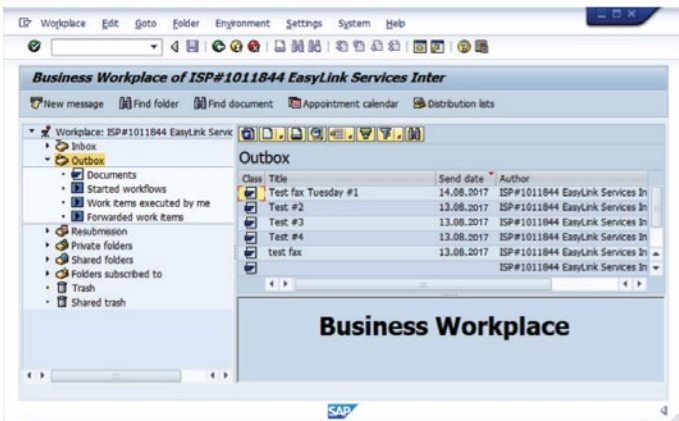 Workplace Edit Goto Folder Environment Settings System Help
Business Workplace of ISP#1011844 EasyLink Services Inter
New message Find folder Find document Appointment calendar Distribution lists
Workplace: ISP#1011844 EasyLink Servic
Inbox
Outbox
Documents
Started workflows
Work items executed by me
Forwarded work items
Resubmission
Private folders
Shared folders
Folders subscribed to
Trash
Shared trash
Outbox
Class Title Send date Author
Test fax Tuesday #1 14.08.2017 ISP#1011844 EasyLink Services In
Test #2 13.08.2017 ISP#1011844 EasyLink Services In
Test #3 13.08.2017 ISP#1011844 EasyLink Services In
Test #4 13.08.2017 ISP#1011844 EasyLink Services In
test fax 13.08.2017 ISP#1011844 EasyLink Services In
ISP#1011844 EasyLink Services In
Business Workplace
SAP